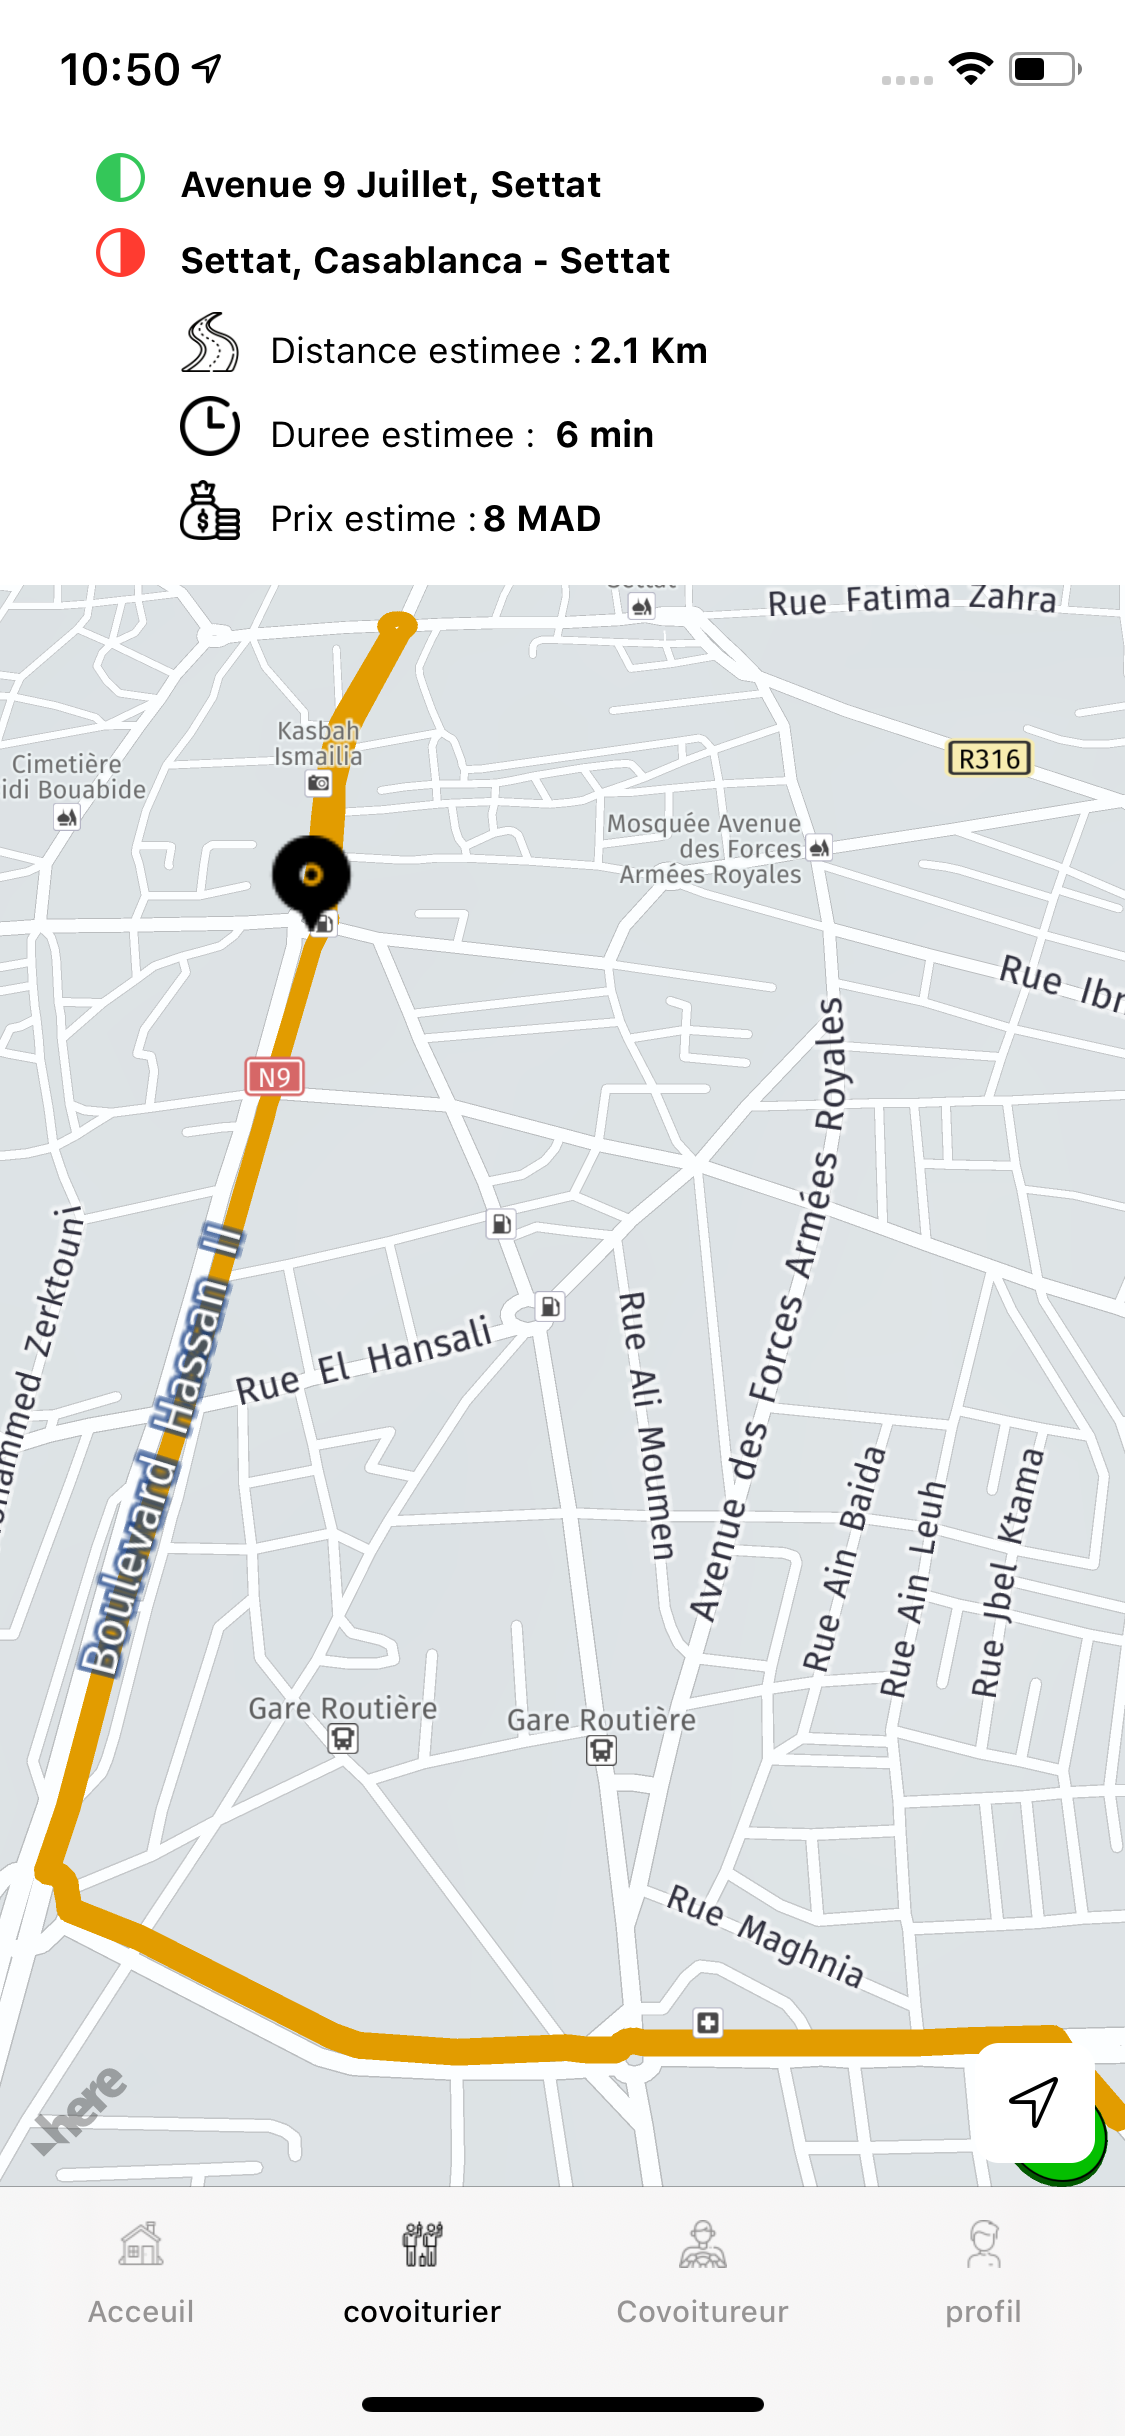 10:50
Avenue 9 Juillet, Settat
Settat, Casablanca - Settat
Distance estimee : 2.1 Km
Duree estimee : 6 min
Prix estime : 8 MAD
Rue Fatima Zahra
Kasbah
Ismailia
Cimetière
idi Bouabide
R316
Mosquée Avenue
des Forces
Armées Royales
Rue Ibn
N9
Avenue des Forces Armées Royales
ohammed Zerktouni
Boulevard Hassan II
Rue El Hansali
Rue Ali Moumen
Rue Ain Baida
Rue Ain Leuh
Rue Jbel Ktama
Gare Routière
Gare Routière
Rue Maghnia
here
Acceuil
covoiturier
Covoitureur
profil